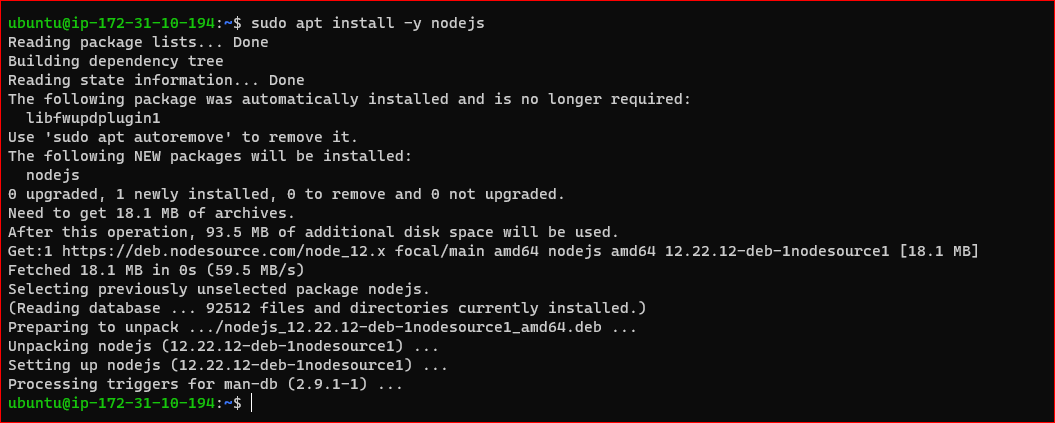 ubuntu@ip-172-31-10-194:~$ sudo apt install -y nodejs
Reading package lists... Done
Building dependency tree
Reading state information... Done
The following package was automatically installed and is no longer required:
  libfwupdplugin1
Use 'sudo apt autoremove' to remove it.
The following NEW packages will be installed:
  nodejs
0 upgraded, 1 newly installed, 0 to remove and 0 not upgraded.
Need to get 18.1 MB of archives.
After this operation, 93.5 MB of additional disk space will be used.
Get:1 https://deb.nodesource.com/node_12.x focal/main amd64 nodejs amd64 12.22.12-deb-1nodesource1 [18.1 MB]
Fetched 18.1 MB in 0s (59.5 MB/s)
Selecting previously unselected package nodejs.
(Reading database ... 92512 files and directories currently installed.)
Preparing to unpack .../nodejs_12.22.12-deb-1nodesource1_amd64.deb ...
Unpacking nodejs (12.22.12-deb-1nodesource1) ...
Setting up nodejs (12.22.12-deb-1nodesource1) ...
Processing triggers for man-db (2.9.1-1) ...
ubuntu@ip-172-31-10-194:~$